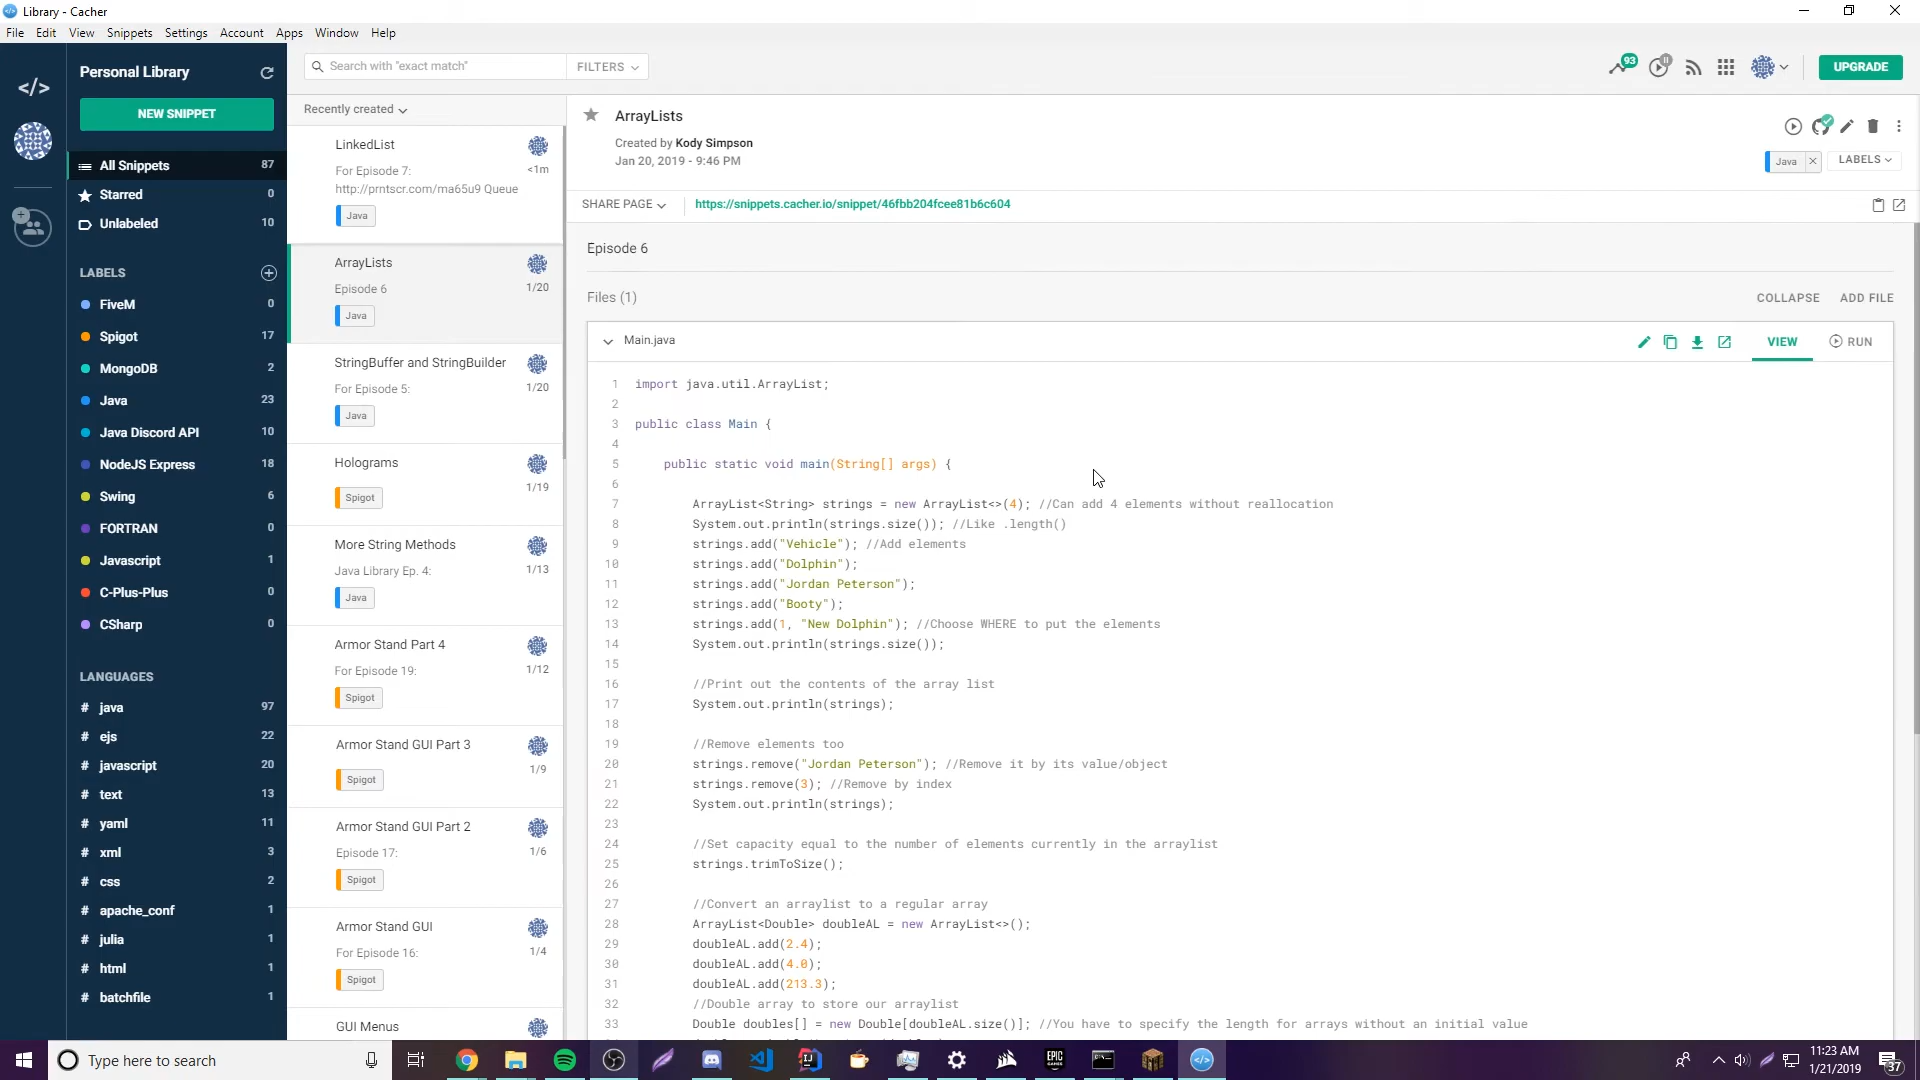 Library - Cacher
File Edit View Snippets Settings Account Apps Window Help
Personal Library
NEW SNIPPET
All Snippets 87
Starred 0
Unlabeled 10
LABELS
FiveM 0
Spigot 17
MongoDB 2
Java 23
Java Discord API 10
NodeJS Express 18
Swing 6
FORTRAN 0
Javascript 1
C-Plus-Plus 0
CSharp 0
LANGUAGES
# java 97
# ejs 22
# javascript 20
# text 13
# yaml 11
# xml 3
# css 2
# apache_conf 1
# julia 1
# html 1
# batchfile 1
Search with "exact match" FILTERS
93
UPGRADE
Recently created
LinkedList
For Episode 7: <1m
http://prntscr.com/ma65u9 Queue
Java
ArrayLists
Episode 6 1/20
Java
StringBuffer and StringBuilder
For Episode 5: 1/20
Java
Holograms
1/19
Spigot
More String Methods
Java Library Ep. 4: 1/13
Java
Armor Stand Part 4
For Episode 19: 1/12
Spigot
Armor Stand GUI Part 3
1/9
Spigot
Armor Stand GUI Part 2
Episode 17: 1/6
Spigot
Armor Stand GUI
For Episode 16: 1/4
Spigot
GUI Menus
ArrayLists
Created by Kody Simpson
Jan 20, 2019 - 9:46 PM
Java LABELS
SHARE PAGE https://snippets.cacher.io/snippet/46fbb204fcee81b6c604
Episode 6
Files (1) COLLAPSE ADD FILE
Main.java VIEW RUN
1 import java.util.ArrayList;
2
3 public class Main {
4
5 public static void main(String[] args) {
6
7 ArrayList<String> strings = new ArrayList<>(4); //Can add 4 elements without reallocation
8 System.out.println(strings.size()); //Like .length()
9 strings.add("Vehicle"); //Add elements
10 strings.add("Dolphin");
11 strings.add("Jordan Peterson");
12 strings.add("Booty");
13 strings.add(1, "New Dolphin"); //Choose WHERE to put the elements
14 System.out.println(strings.size());
15
16 //Print out the contents of the array list
17 System.out.println(strings);
18
19 //Remove elements too
20 strings.remove("Jordan Peterson"); //Remove it by its value/object
21 strings.remove(3); //Remove by index
22 System.out.println(strings);
23
24 //Set capacity equal to the number of elements currently in the arraylist
25 strings.trimToSize();
26
27 //Convert an arraylist to a regular array
28 ArrayList<Double> doubleAL = new ArrayList<>();
29 doubleAL.add(2.4);
30 doubleAL.add(4.0);
31 doubleAL.add(213.3);
32 //Double array to store our arraylist
33 Double doubles[] = new Double[doubleAL.size()]; //You have to specify the length for arrays without an initial value
Type here to search
EPIC
GAMES
11:23 AM
1/21/2019
37